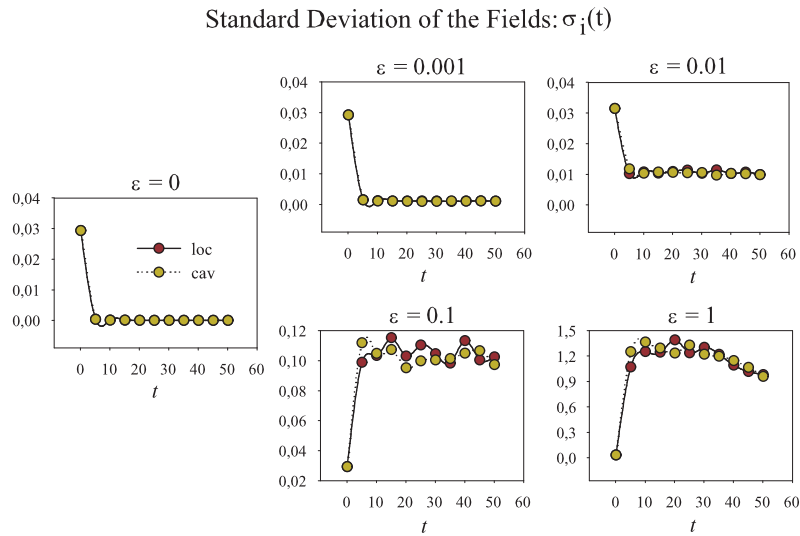 Standard Deviation of the Fields: σi(t)
ε = 0.001
0,04
0,03
0,02
0,01
0,00
0 10 20 30 40 50 60
t
ε = 0.01
0,04
0,03
0,02
0,01
0,00
0 10 20 30 40 50 60
t
ε = 0
0,04
0,03
0,02
0,01
0,00
loc
cav
0 10 20 30 40 50 60
t
ε = 0.1
0,12
0,10
0,08
0,06
0,04
0,02
0 10 20 30 40 50 60
t
ε = 1
1,5
1,2
0,9
0,6
0,3
0,0
0 10 20 30 40 50 60
t